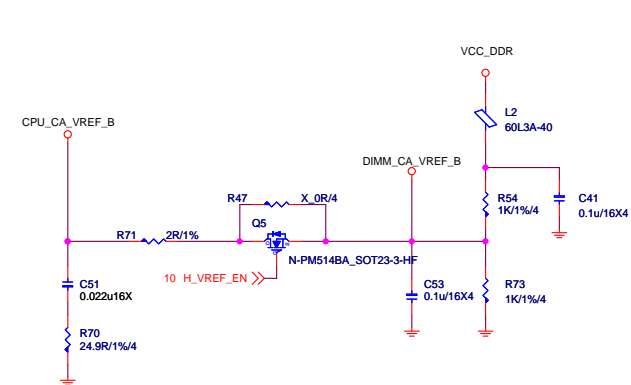 VCC_DDR
L2
60L3A-40
CPU_CA_VREF_B
DIMM_CA_VREF_B
R47 X_0R/4
R54
1K/1%/4
C41
0.1u/16X4
Q5
R71 2R/1%
N-PM514BA_SOT23-3-HF
10 H_VREF_EN
C51
0.022u16X
C53
0.1u/16X4
R73
1K/1%/4
R70
24.9R/1%/4